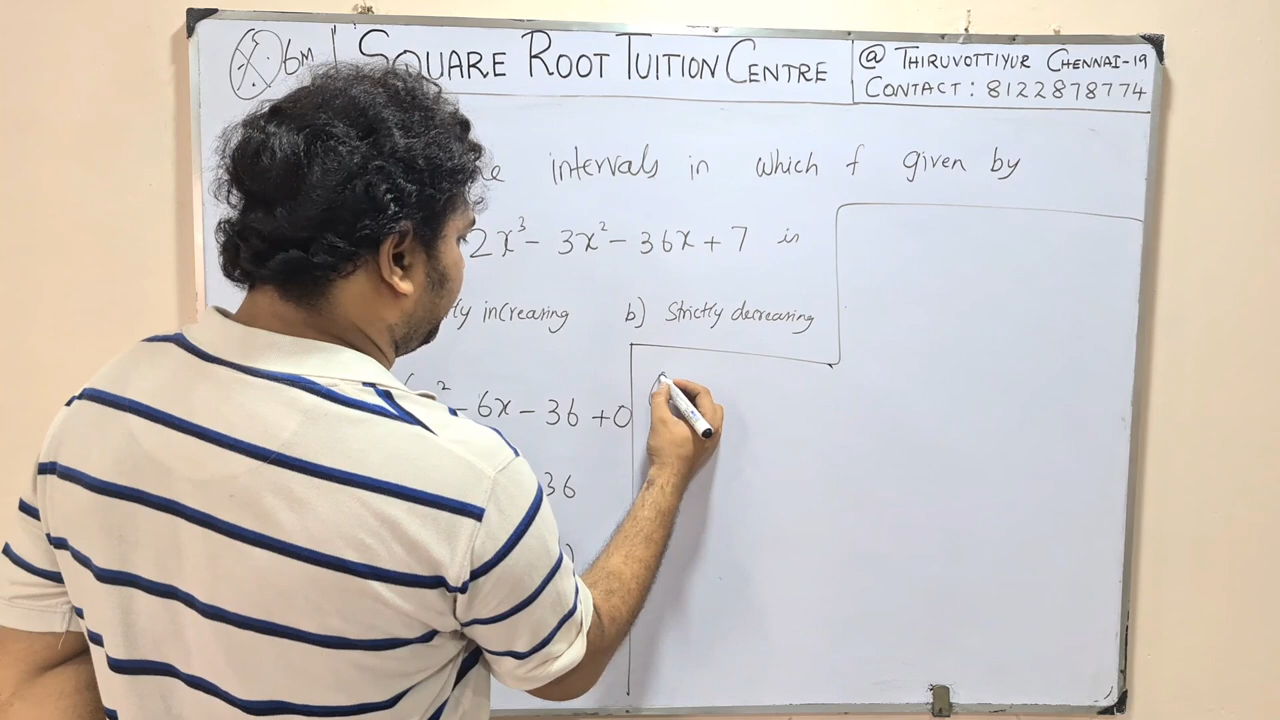 6m SQUARE ROOT TUITION CENTRE
@ THIRUVOTTIYUR CHENNAI-19
CONTACT : 8122878774
intervals in which f given by
2x³ - 3x² - 36x + 7 is
increasing b) Strictly decreasing
- 6x - 36 + 0
36